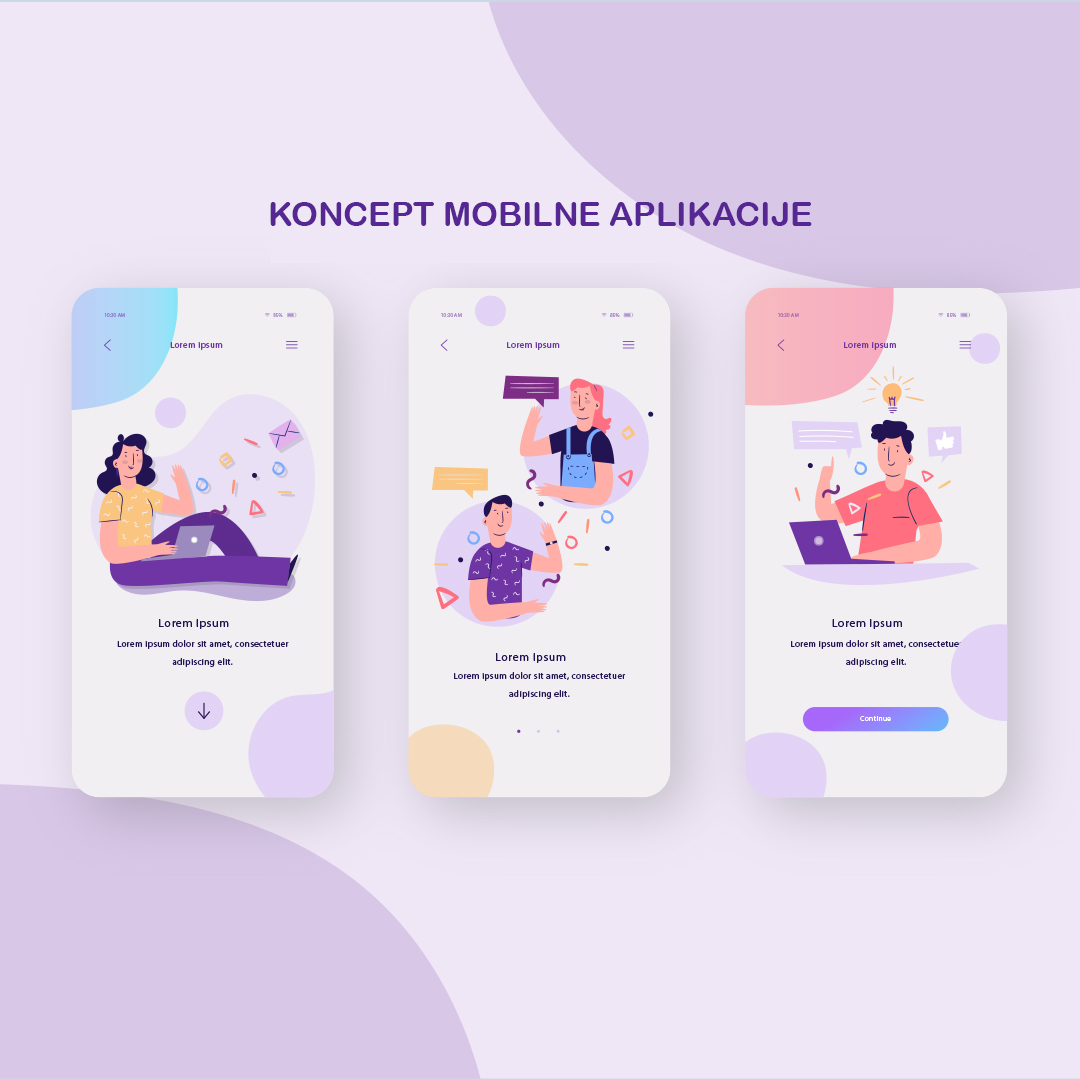 KONCEPT MOBILNE APLIKACIJE
10:20 AM
80%
Lorem Ipsum
Lorem Ipsum
Lorem ipsum dolor sit amet, consectetuer
adipiscing elit.
10:20 AM
80%
Lorem Ipsum
Lorem Ipsum
Lorem ipsum dolor sit amet, consectetuer
adipiscing elit.
10:20 AM
80%
Lorem Ipsum
Lorem Ipsum
Lorem ipsum dolor sit amet, consectetue
adipiscing elit.
Continue